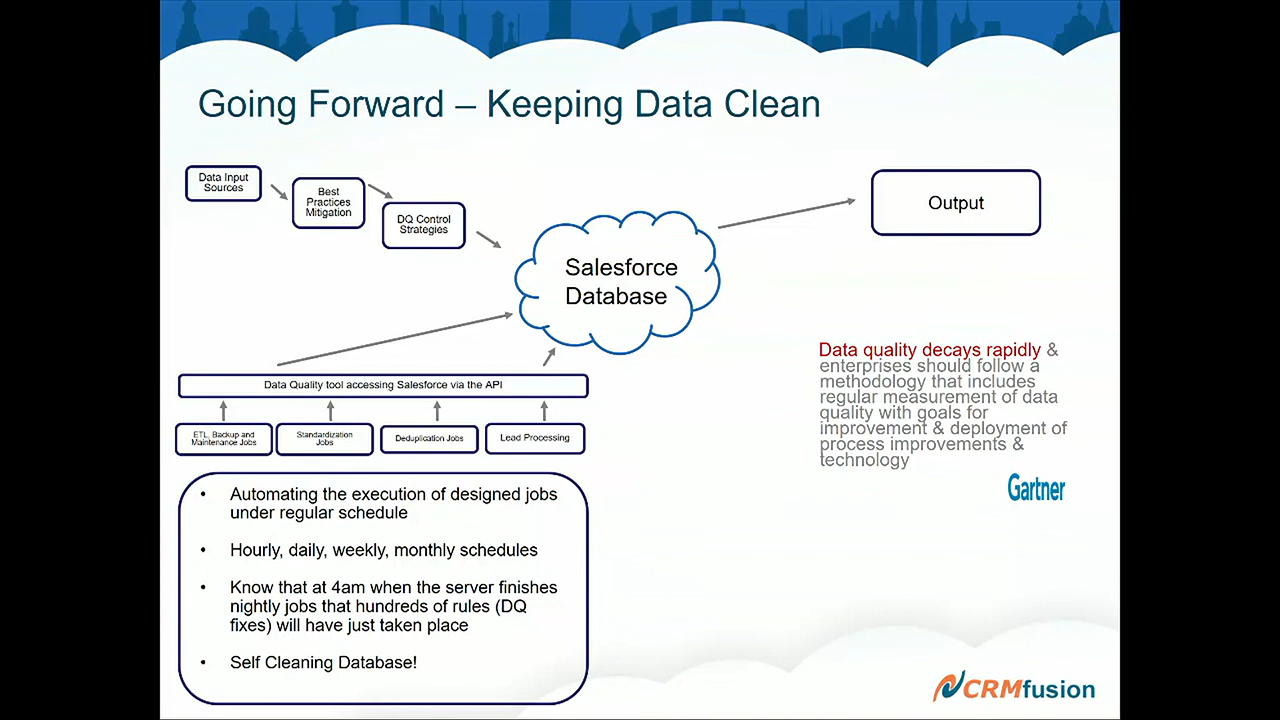 Going Forward – Keeping Data Clean
Data Input
Sources
Best
Practices
Mitigation
DQ Control
Strategies
Salesforce
Database
Output
Data Quality tool accessing Salesforce via the API
ETL, Backup and
Maintenance Jobs
Standardization
Jobs
Deduplication Jobs
Lead Processing
• Automating the execution of designed jobs
under regular schedule
• Hourly, daily, weekly, monthly schedules
• Know that at 4am when the server finishes
nightly jobs that hundreds of rules (DQ
fixes) will have just taken place
• Self Cleaning Database!
Data quality decays rapidly &
enterprises should follow a
methodology that includes
regular measurement of data
quality with goals for
improvement & deployment of
process improvements &
technology
Gartner
CRMfusion